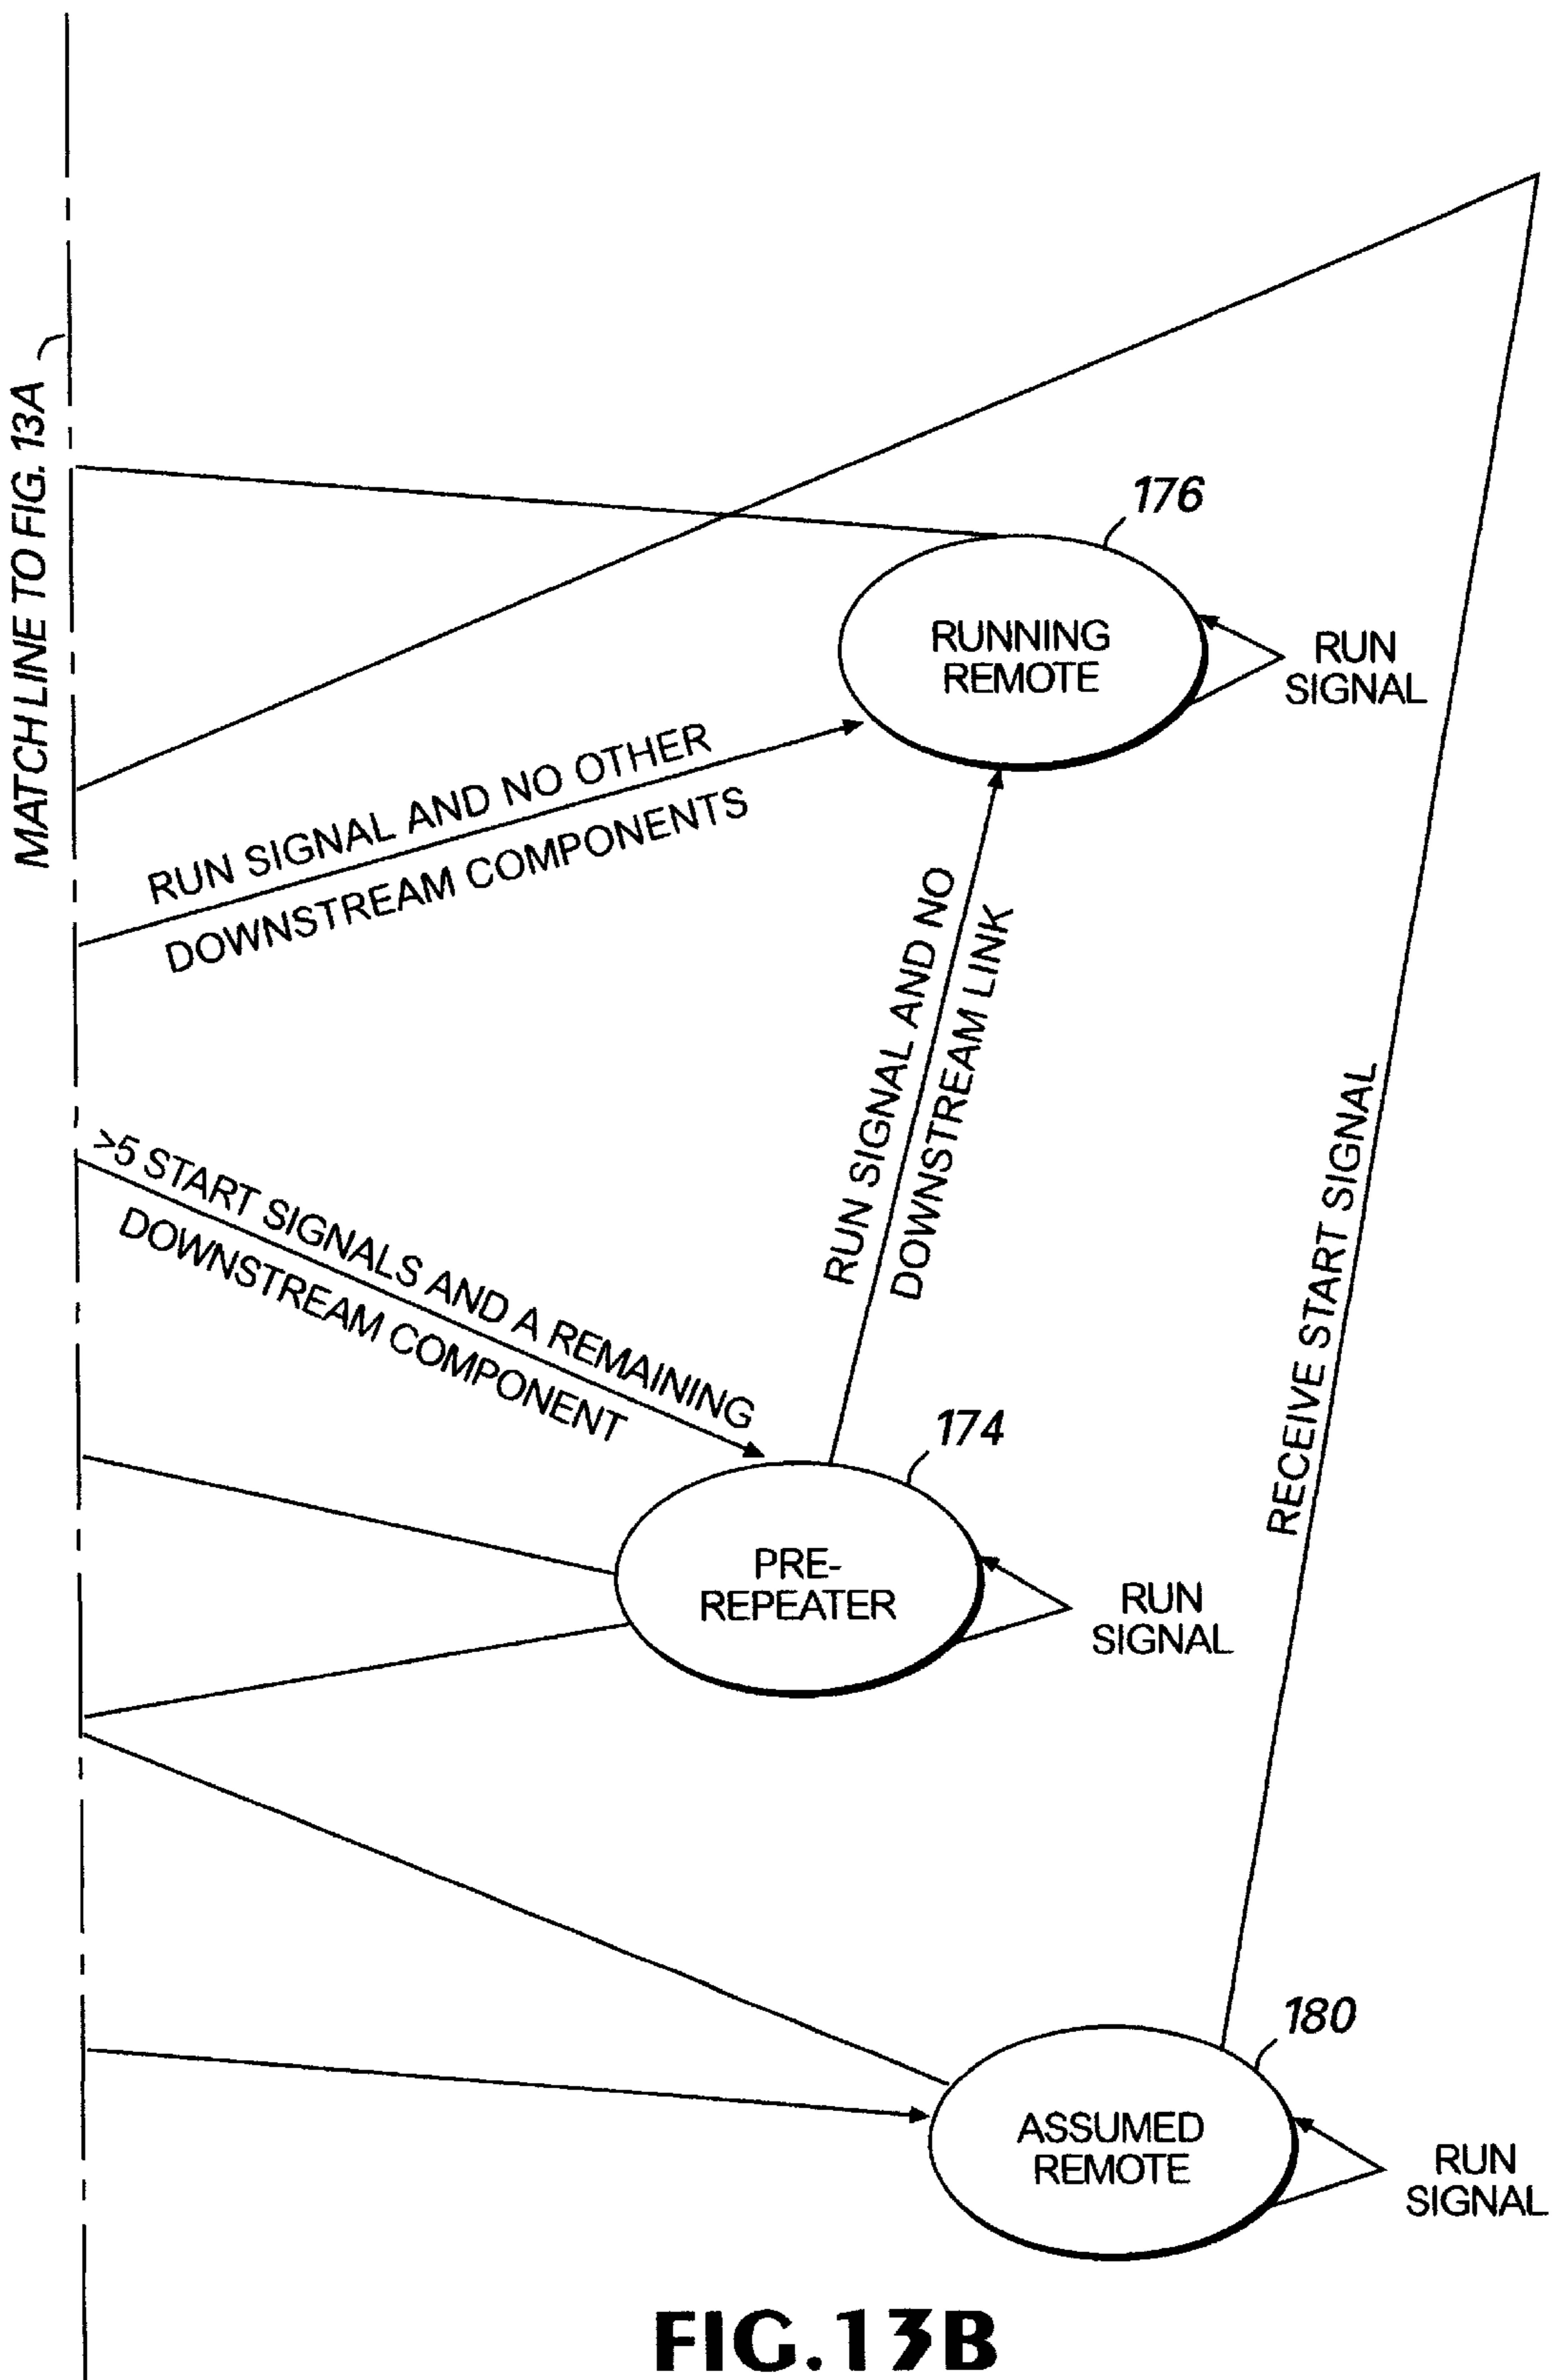 MATCH LINE TO FIG. 13A
176
RUNNING
REMOTE
RUN
SIGNAL
RUN SIGNAL AND NO OTHER
DOWNSTREAM COMPONENTS
RUN SIGNAL AND NO
DOWNSTREAM LINK
RECEIVE START SIGNAL
>5 START SIGNALS AND A REMAINING
DOWNSTREAM COMPONENT
174
PRE-
REPEATER
RUN
SIGNAL
180
ASSUMED
REMOTE
RUN
SIGNAL
FIG.13B